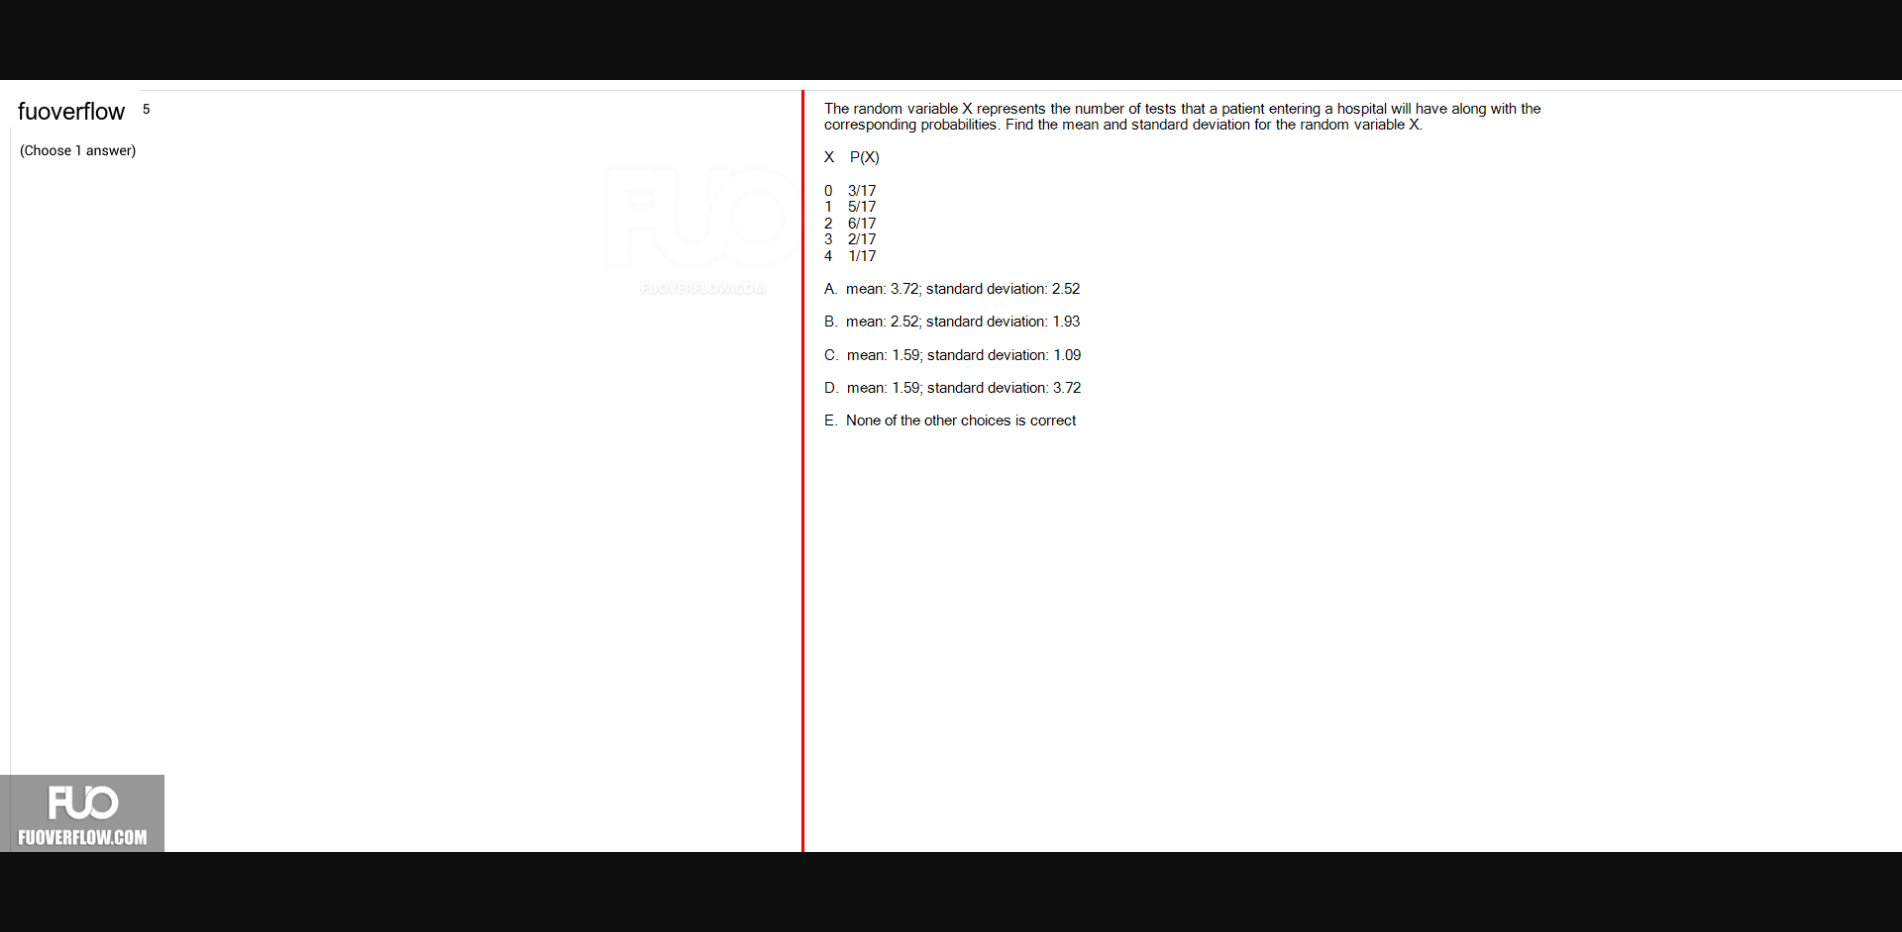 fuoverflow 5
(Choose 1 answer)
The random variable X represents the number of tests that a patient entering a hospital will have along with the
corresponding probabilities. Find the mean and standard deviation for the random variable X.
X P(X)
0 3/17
1 5/17
2 6/17
3 2/17
4 1/17
A. mean: 3.72; standard deviation: 2.52
B. mean: 2.52; standard deviation: 1.93
C. mean: 1.59; standard deviation: 1.09
D. mean: 1.59; standard deviation: 3.72
E. None of the other choices is correct
FUO
FUOVERFLOW.COM
FUO
FUOVERFLOW.COM